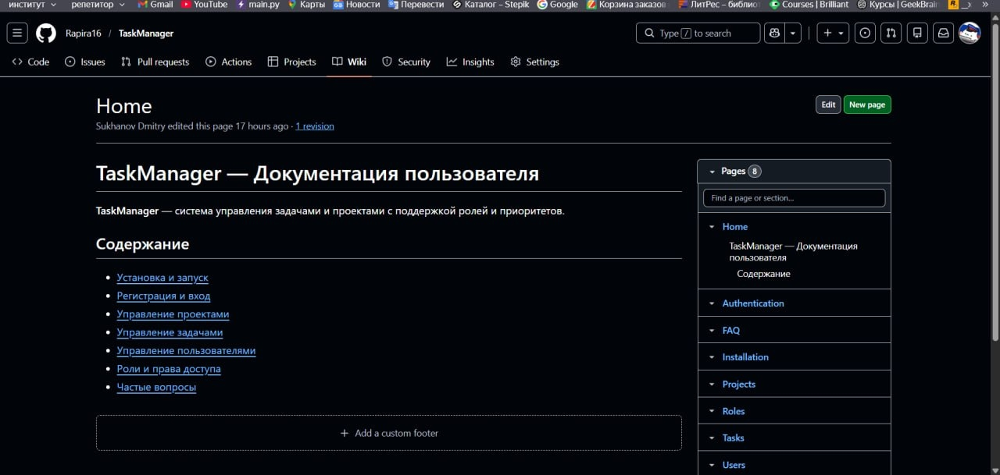 институт
репетитор
Gmail
YouTube
main.py
Карты
Новости
Перевести
Каталог – Stepik
Google
Корзина заказов
ЛитРес – библиот
Courses | Brilliant
Курсы | GeekBrain
Rapira16 / TaskManager
Type / to search
Code
Issues
Pull requests
Actions
Projects
Wiki
Security
Insights
Settings
Home
Edit
New page
Sukhanov Dmitry edited this page 17 hours ago · 1 revision
TaskManager — Документация пользователя
TaskManager — система управления задачами и проектами с поддержкой ролей и приоритетов.
Содержание
Установка и запуск
Регистрация и вход
Управление проектами
Управление задачами
Управление пользователями
Роли и права доступа
Частые вопросы
Add a custom footer
Pages 8
Find a page or section...
Home
TaskManager — Документация
пользователя
Содержание
Authentication
FAQ
Installation
Projects
Roles
Tasks
Users